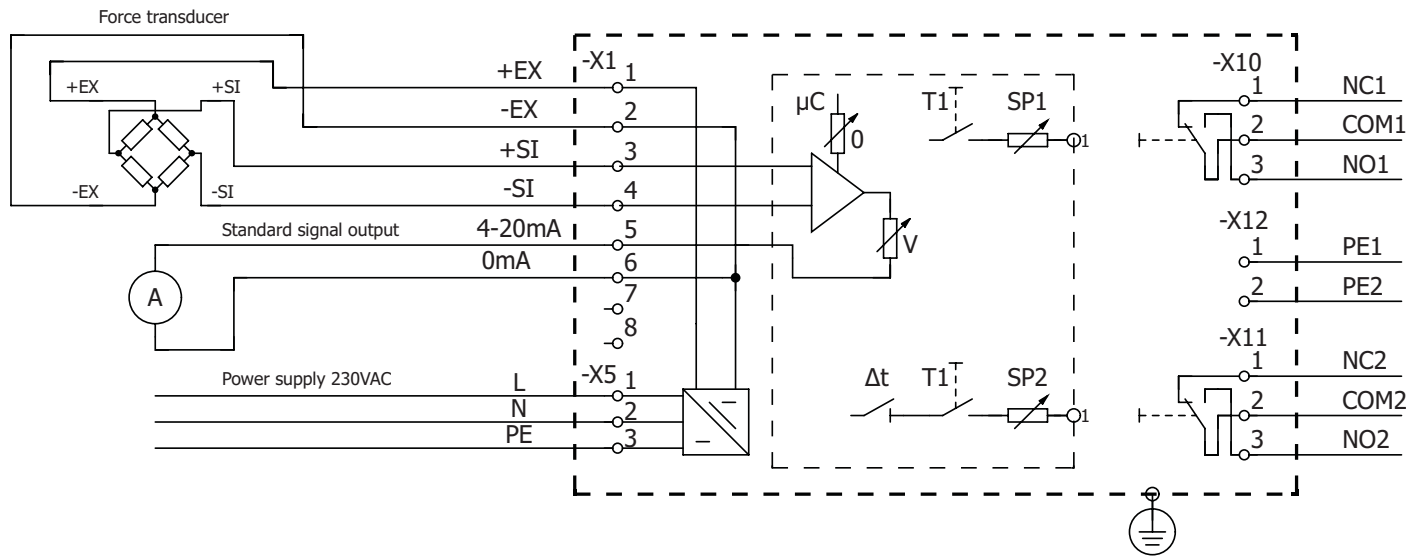 Force transducer
+EX
+SI
-EX
-SI
Standard signal output
A
Power supply 230VAC
+EX
-EX
+SI
-SI
4-20mA
0mA
L
N
PE
-X1
1
2
3
4
5
6
7
8
-X5
1
2
3
µC
0
V
T1
SP1
1
Δt
T1
SP2
1
-X10
1
NC1
2
COM1
3
NO1
-X12
1
PE1
2
PE2
-X11
1
NC2
2
COM2
3
NO2